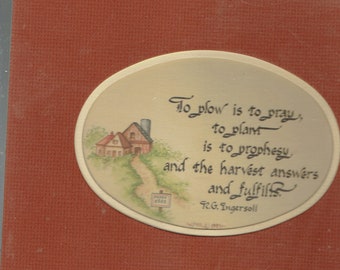 To plow is to pray,
to plant
is to prophesy,
and the harvest answers
and fulfills.
R.G. Ingersoll